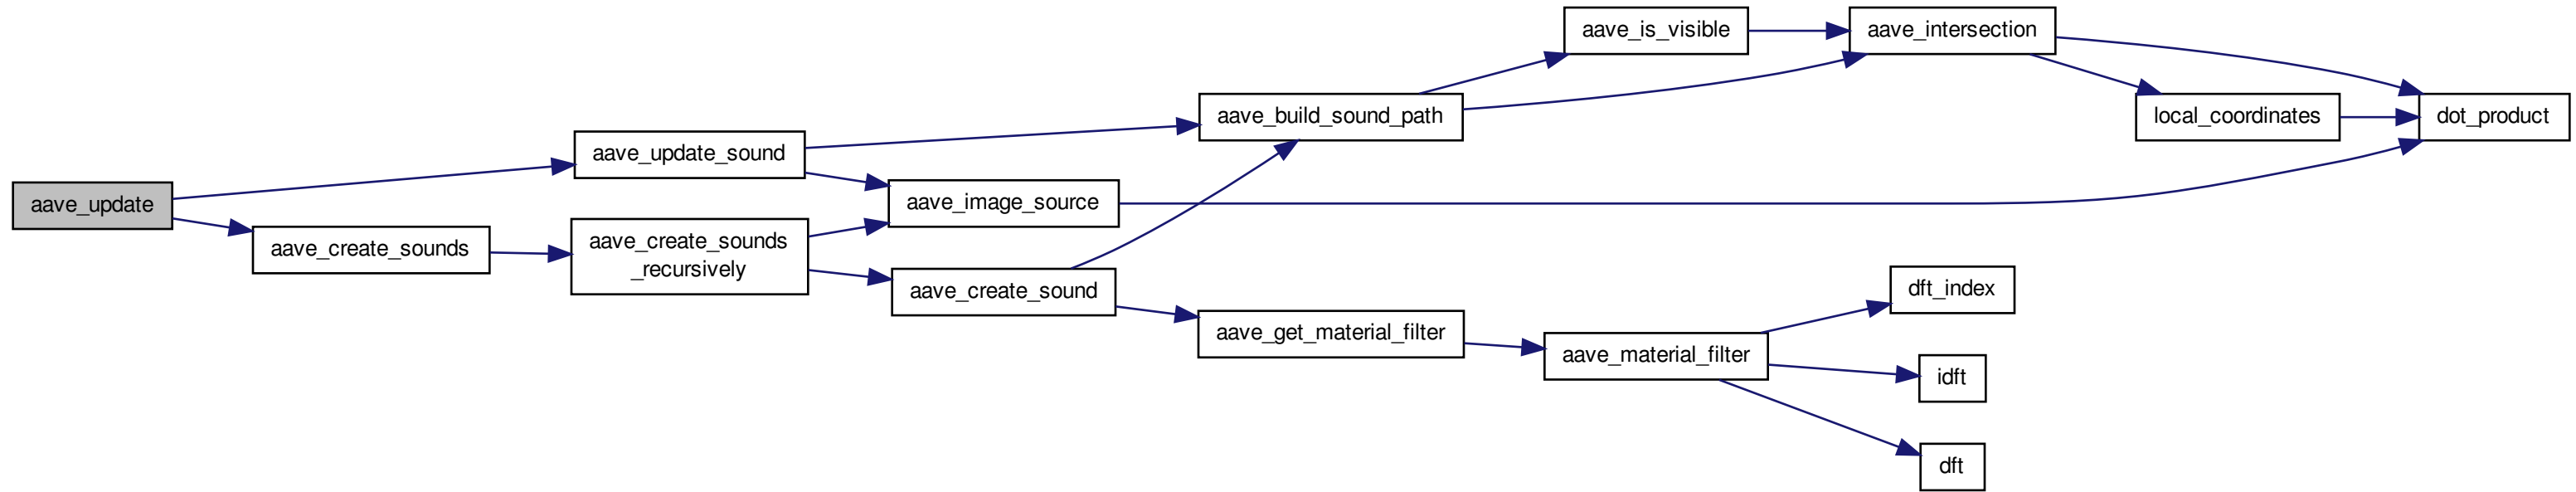 aave_is_visible
aave_intersection
aave_build_sound_path
local_coordinates
dot_product
aave_update_sound
aave_update
aave_image_source
aave_create_sounds
aave_create_sounds
_recursively
aave_create_sound
dft_index
aave_get_material_filter
aave_material_filter
idft
dft